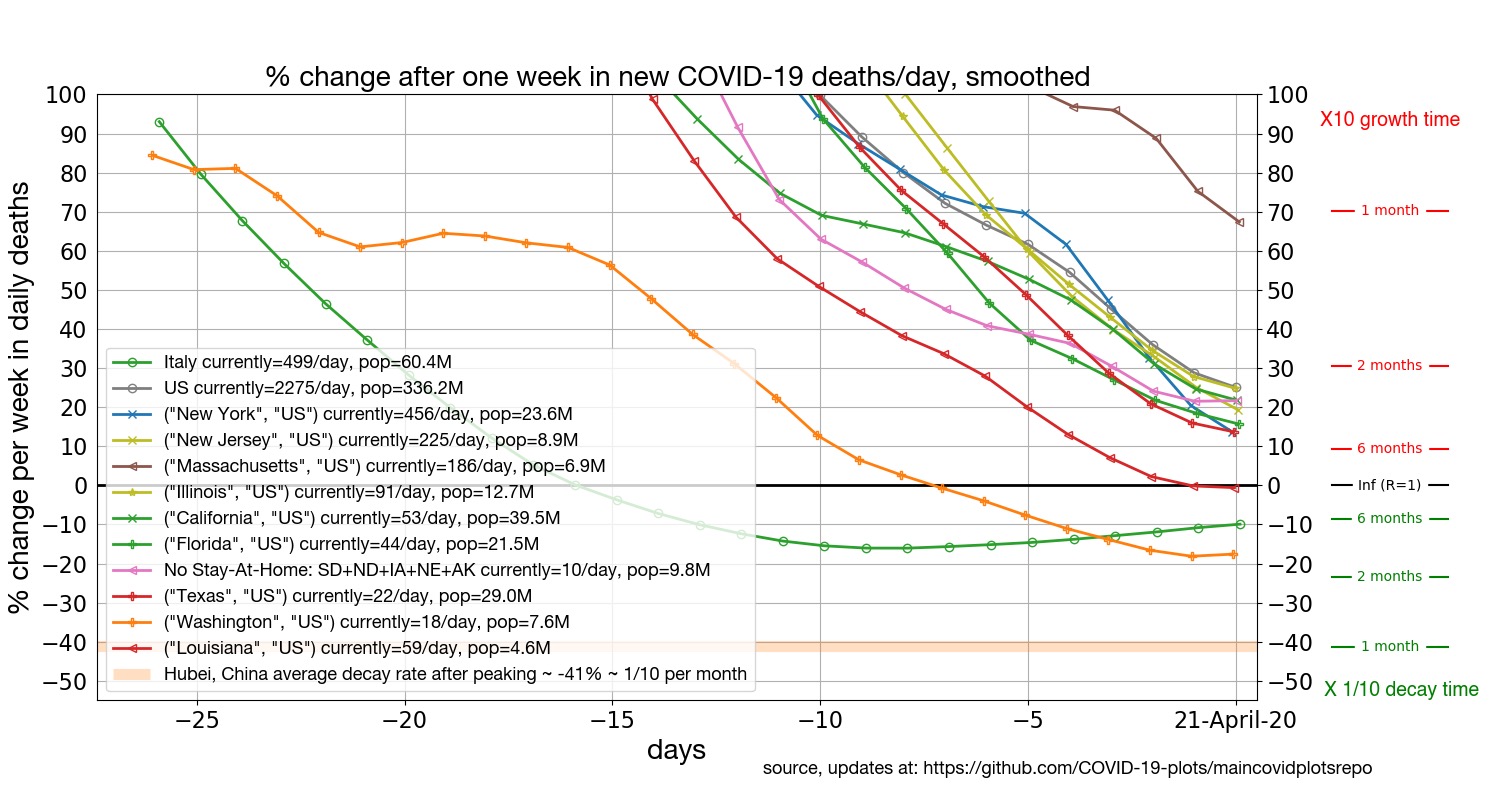 % change after one week in new COVID-19 deaths/day, smoothed
% change per week in daily deaths
100
90
80
70
60
50
40
30
20
10
0
−10
−20
−30
−40
−50
Italy currently=499/day, pop=60.4M
US currently=2275/day, pop=336.2M
("New York", "US") currently=456/day, pop=23.6M
("New Jersey", "US") currently=225/day, pop=8.9M
("Massachusetts", "US") currently=186/day, pop=6.9M
("Illinois", "US") currently=91/day, pop=12.7M
("California", "US") currently=53/day, pop=39.5M
("Florida", "US") currently=44/day, pop=21.5M
No Stay-At-Home: SD+ND+IA+NE+AK currently=10/day, pop=9.8M
("Texas", "US") currently=22/day, pop=29.0M
("Washington", "US") currently=18/day, pop=7.6M
("Louisiana", "US") currently=59/day, pop=4.6M
Hubei, China average decay rate after peaking ~ -41% ~ 1/10 per month
100
90
80
70
60
50
40
30
20
10
0
−10
−20
−30
−40
−50
X10 growth time
1 month
2 months
6 months
Inf (R=1)
6 months
2 months
1 month
X 1/10 decay time
−25 −20 −15 −10 −5 21-April-20
days
source, updates at: https://github.com/COVID-19-plots/maincovidplotsrepo